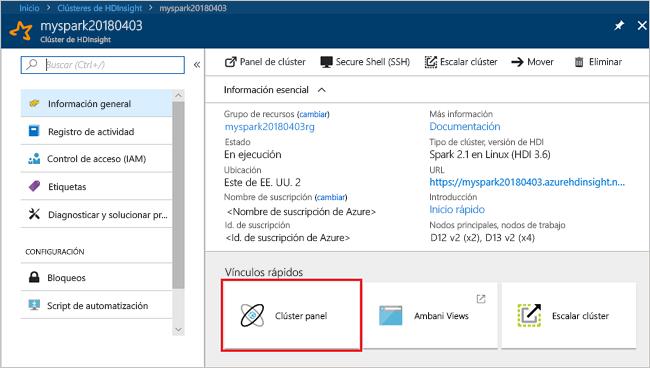 Inicio > Clústeres de HDInsight > myspark20180403
myspark20180403
Clúster de HDInsight
Buscar (Ctrl+/)
Información general
Registro de actividad
Control de acceso (IAM)
Etiquetas
Diagnosticar y solucionar pr...
CONFIGURACIÓN
Bloqueos
Script de automatización
Panel de clúster
Secure Shell (SSH)
Escalar clúster
Mover
Eliminar
Información esencial
Grupo de recursos (cambiar)
myspark20180403rg
Estado
En ejecución
Ubicación
Este de EE. UU. 2
Nombre de suscripción (cambiar)
<Nombre de suscripción de Azure>
Id. de suscripción
<Id. de suscripción de Azure>
Más información
Documentación
Tipo de clúster, versión de HDI
Spark 2.1 en Linux (HDI 3.6)
URL
https://myspark20180403.azurehdinsight.n...
Introducción
Inicio rápido
Nodos principales, nodos de trabajo
D12 v2 (x2), D13 v2 (x4)
Vínculos rápidos
Clúster panel
Ambani Views
Escalar clúster